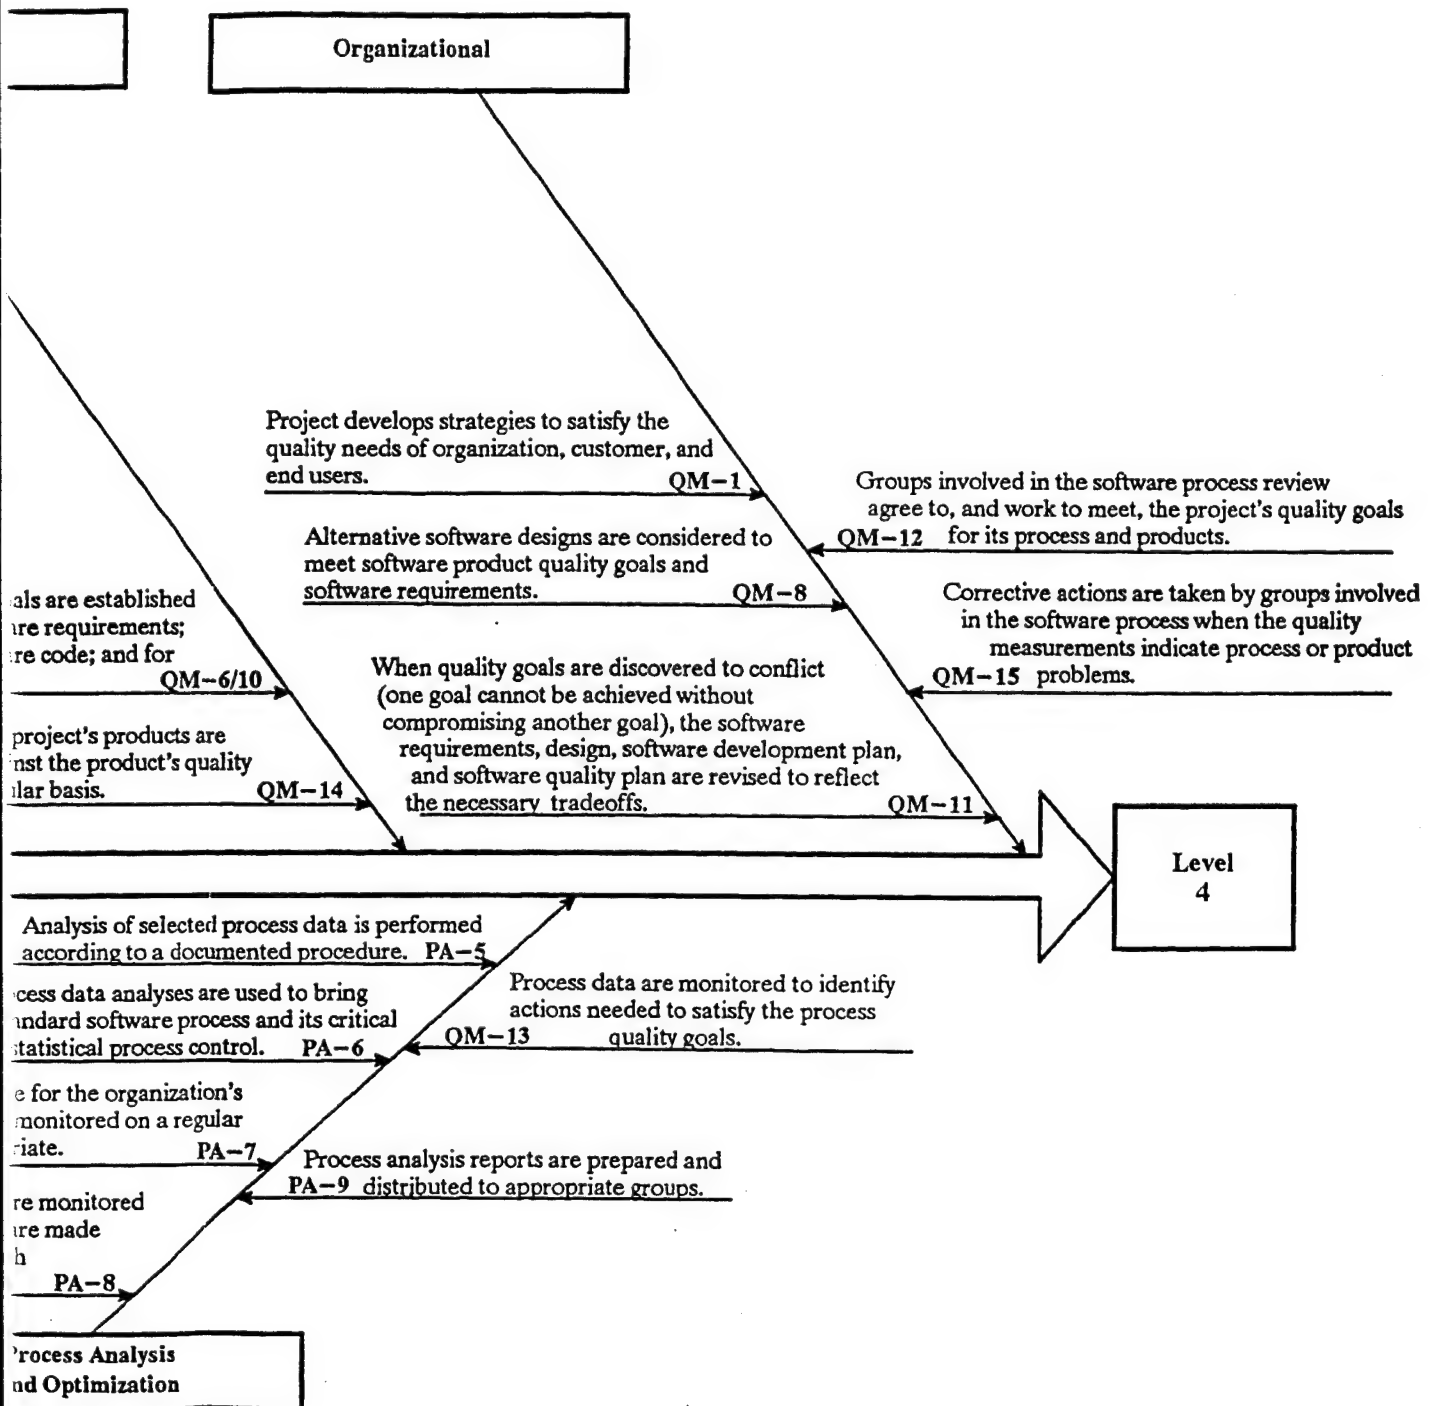 Organizational
Project develops strategies to satisfy the
quality needs of organization, customer, and
end users. QM-1
Groups involved in the software process review
agree to, and work to meet, the project's quality goals
QM-12 for its process and products.
Alternative software designs are considered to
meet software product quality goals and
software requirements. QM-8
Corrective actions are taken by groups involved
in the software process when the quality
measurements indicate process or product
QM-15 problems.
als are established
re requirements;
re code; and for
QM-6/10
When quality goals are discovered to conflict
(one goal cannot be achieved without
compromising another goal), the software
requirements, design, software development plan,
and software quality plan are revised to reflect
the necessary tradeoffs. QM-11
project's products are
nst the product's quality
lar basis. QM-14
Level
4
Analysis of selected process data is performed
according to a documented procedure. PA-5
Process data are monitored to identify
actions needed to satisfy the process
QM-13 quality goals.
cess data analyses are used to bring
andard software process and its critical
statistical process control. PA-6
e for the organization's
monitored on a regular
riate. PA-7
Process analysis reports are prepared and
PA-9 distributed to appropriate groups.
re monitored
are made
h
PA-8
Process Analysis
nd Optimization